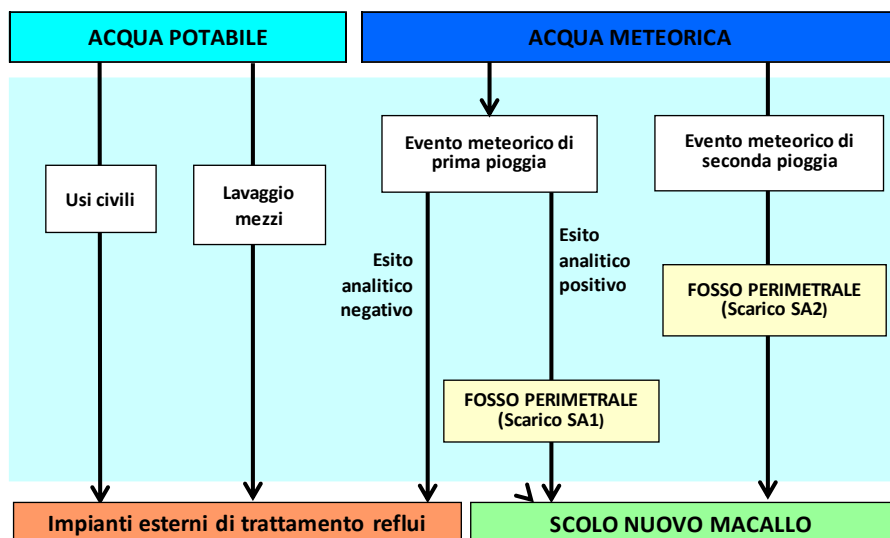 ACQUA POTABILE
ACQUA METEORICA
Usi civili
Lavaggio
mezzi
Evento meteorico di
prima pioggia
Evento meteorico di
seconda pioggia
Esito
analitico
negativo
Esito
analitico
positivo
FOSSO PERIMETRALE
(Scarico SA2)
FOSSO PERIMETRALE
(Scarico SA1)
Impianti esterni di trattamento reflui
SCOLO NUOVO MACALLO